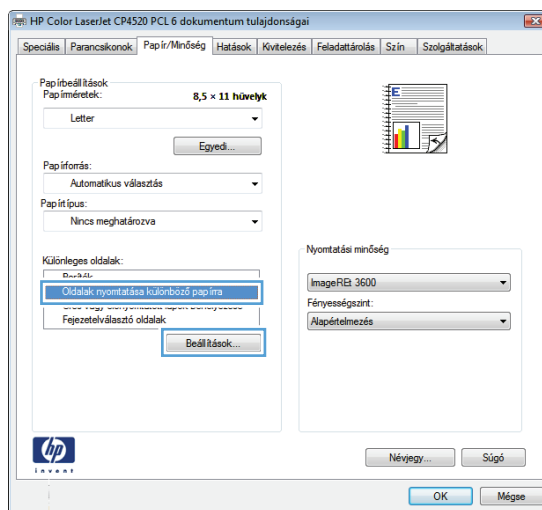 HP Color LaserJet CP4520 PCL 6 dokumentum tulajdonságai
Speciális Parancsikonok Papír/Minőség Hatások Kivitelezés Feladattárolás Szín Szolgáltatások
Papírbeállítások
Papírméretek: 8,5 × 11 hüvelyk
Letter
Egyedi...
Papírforrás:
Automatikus választás
Papírtípus:
Nincs meghatározva
Különleges oldalak:
Borítók
Oldalak nyomtatása különböző papírra
Fejezetelválasztó oldalak
Beállítások...
Nyomtatási minőség
ImageREt 3600
Fényességszint:
Alapértelmezés
E
hp
invent
Névjegy... Súgó
OK Mégse